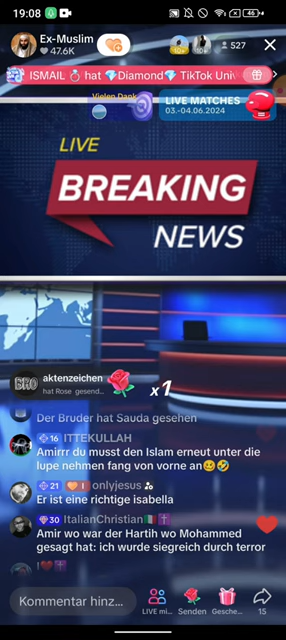 19:08
46
Ex-Muslim
47.6K
10
10
527
ISMAIL 💍 hat 💎Diamond💎 TikTok Univ
Vielen Dank
LIVE MATCHES
03.-04.06.2024
LIVE
BREAKING
NEWS
BRO
aktenzeichen
hat Rose gesend...
x1
Der Bruder hat Sauda gesehen
16 ITTEKULLAH
Amirrr du musst den Islam erneut unter die
lupe nehmen fang von vorne an😃🤣
21 I onlyjesus
Er ist eine richtige isabella
30 ItalianChristian🇮🇹✝️
Amir wo war der Hartih wo Mohammed
gesagt hat: ich wurde siegreich durch terror
I❤️✝️
Kommentar hinz...
LIVE mi...
Senden
Gesche...
15